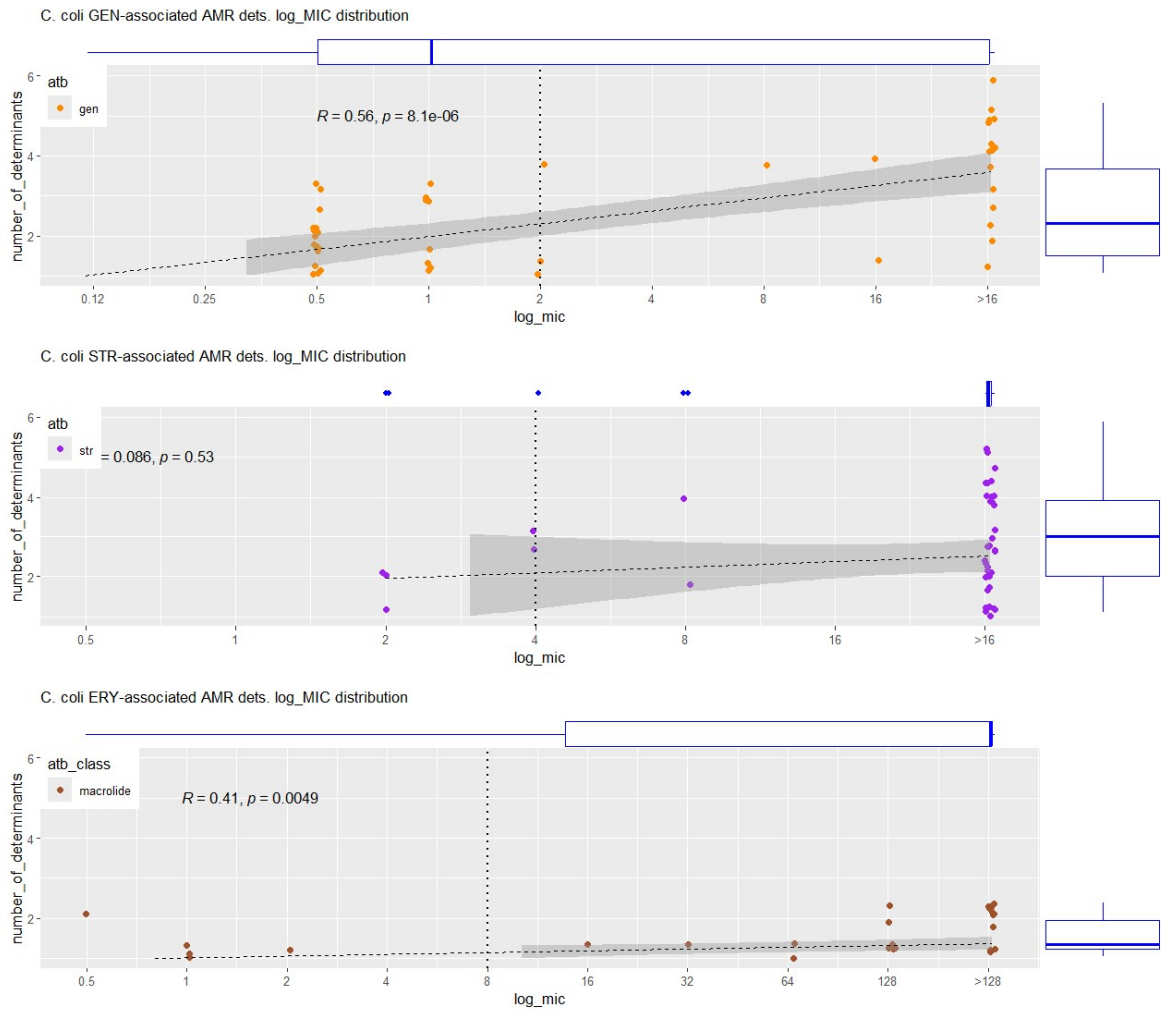 C. coli GEN-associated AMR dets. log_MIC distribution
atb
gen
R = 0.56, p = 8.1e-06
number_of_determinants
6
4
2
0.12 0.25 0.5 1 2 4 8 16 >16
log_mic
C. coli STR-associated AMR dets. log_MIC distribution
atb
str
= 0.086, p = 0.53
number_of_determinants
6
4
2
0.5 1 2 4 8 16 >16
log_mic
C. coli ERY-associated AMR dets. log_MIC distribution
atb_class
macrolide
R = 0.41, p = 0.0049
number_of_determinants
6
4
2
0.5 1 2 4 8 16 32 64 128 >128
log_mic